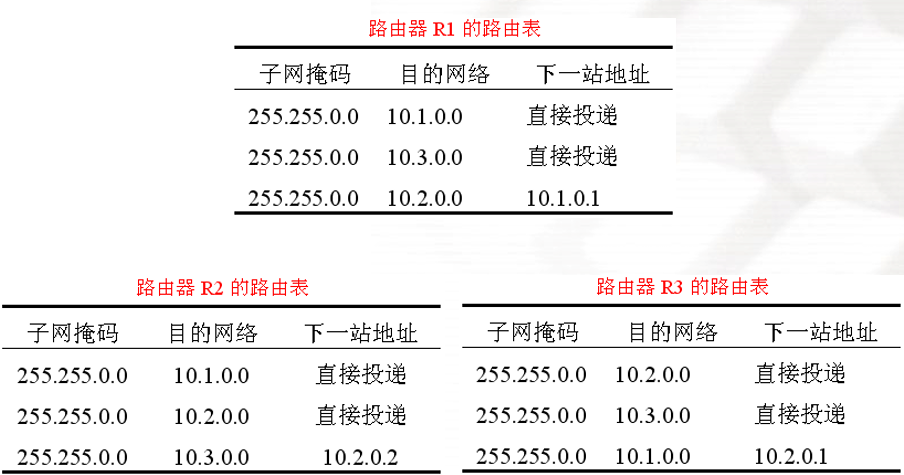 路由器 R1 的路由表
子网掩码 目的网络 下一站地址
255.255.0.0 10.1.0.0 直接投递
255.255.0.0 10.3.0.0 直接投递
255.255.0.0 10.2.0.0 10.1.0.1
路由器 R2 的路由表
子网掩码 目的网络 下一站地址
255.255.0.0 10.1.0.0 直接投递
255.255.0.0 10.2.0.0 直接投递
255.255.0.0 10.3.0.0 10.2.0.2
路由器 R3 的路由表
子网掩码 目的网络 下一站地址
255.255.0.0 10.2.0.0 直接投递
255.255.0.0 10.3.0.0 直接投递
255.255.0.0 10.1.0.0 10.2.0.1